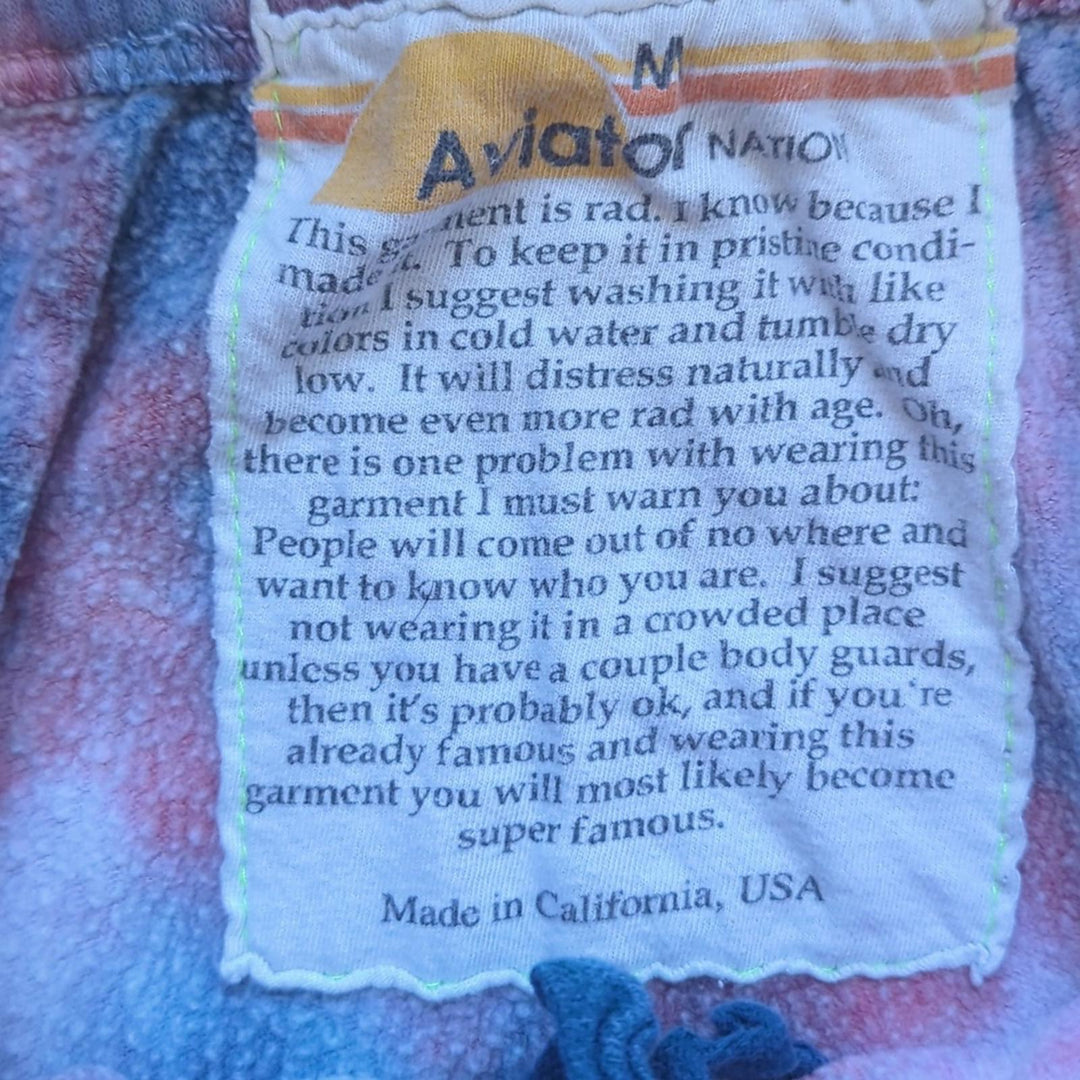 M
Aviator NATION
This garment is rad. I know because I
made it. To keep it in pristine condi-
tion I suggest washing it with like
colors in cold water and tumble dry
low. It will distress naturally and
become even more rad with age. Oh,
there is one problem with wearing this
garment I must warn you about:
People will come out of no where and
want to know who you are. I suggest
not wearing it in a crowded place
unless you have a couple body guards,
then it's probably ok, and if you're
already famous and wearing this
garment you will most likely become
super famous.
Made in California, USA